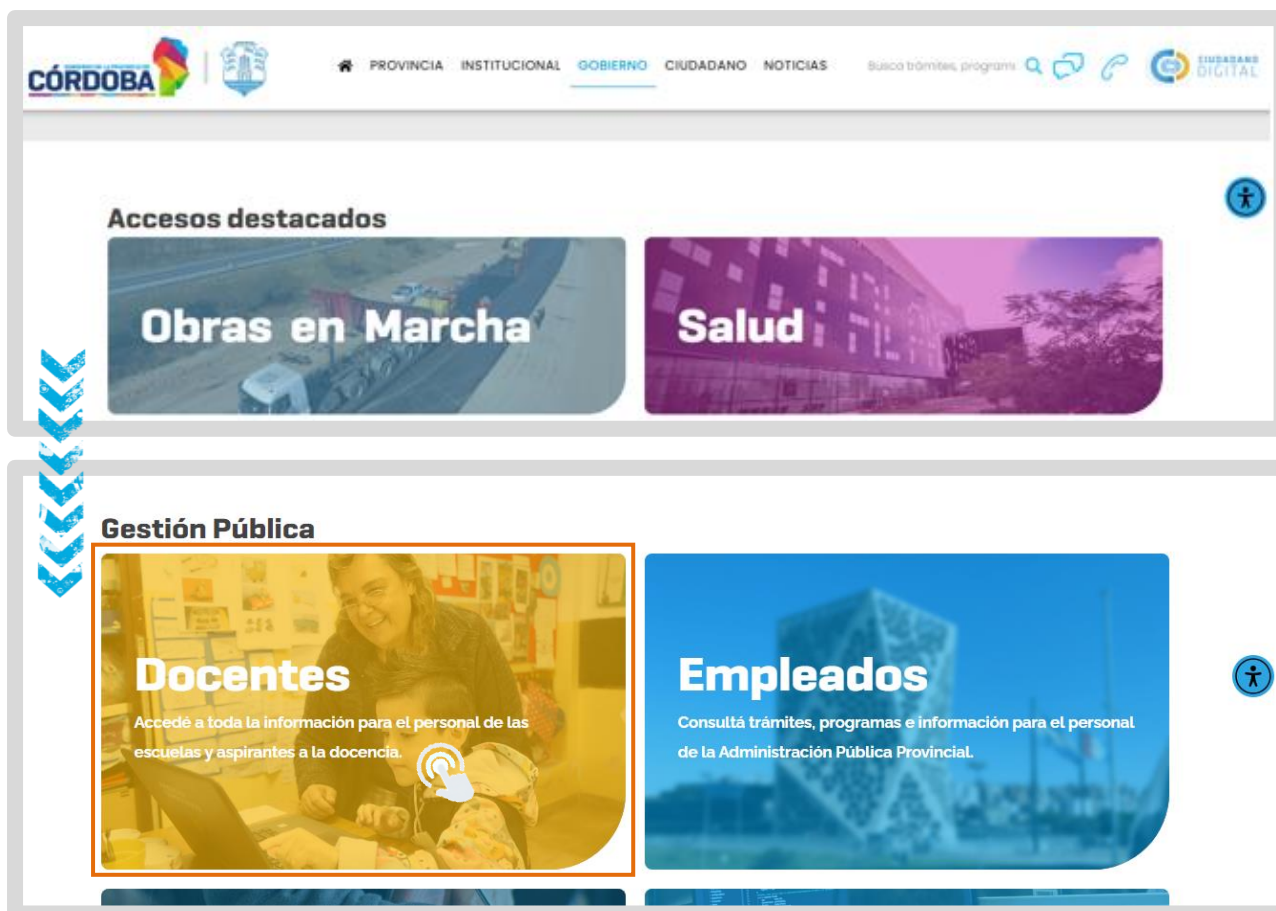 CÓRDOBA
PROVINCIA INSTITUCIONAL GOBIERNO CIUDADANO NOTICIAS
Busca trámites, program
CIUDADANO
DIGITAL
Accesos destacados
Obras en Marcha
Salud
Gestión Pública
Docentes
Accedé a toda la información para el personal de las
escuelas y aspirantes a la docencia.
Empleados
Consultá trámites, programas e información para el personal
de la Administración Pública Provincial.